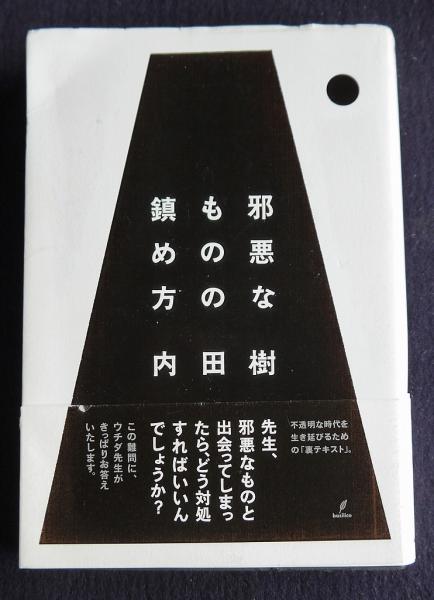 邪悪な
ものの
鎮め方
内田樹
不透明な時代を
生き延びるため
の「裏テキスト」。
先生、
邪悪なものと
出会ってしまっ
たら、どう対処
すればいいん
でしょうか？
この難問に、
ウチダ先生が
きっぱりお答え
いたします。
basilico